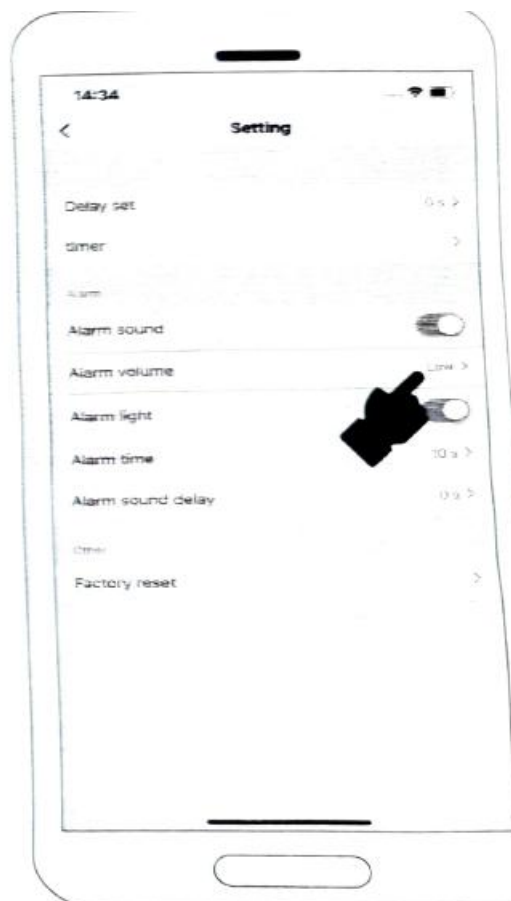 14:34
Setting
Delay set 0 s >
timer >
Alarm
Alarm sound
Alarm volume Low >
Alarm light
Alarm time 10 s >
Alarm sound delay 0 s >
Other
Factory reset >